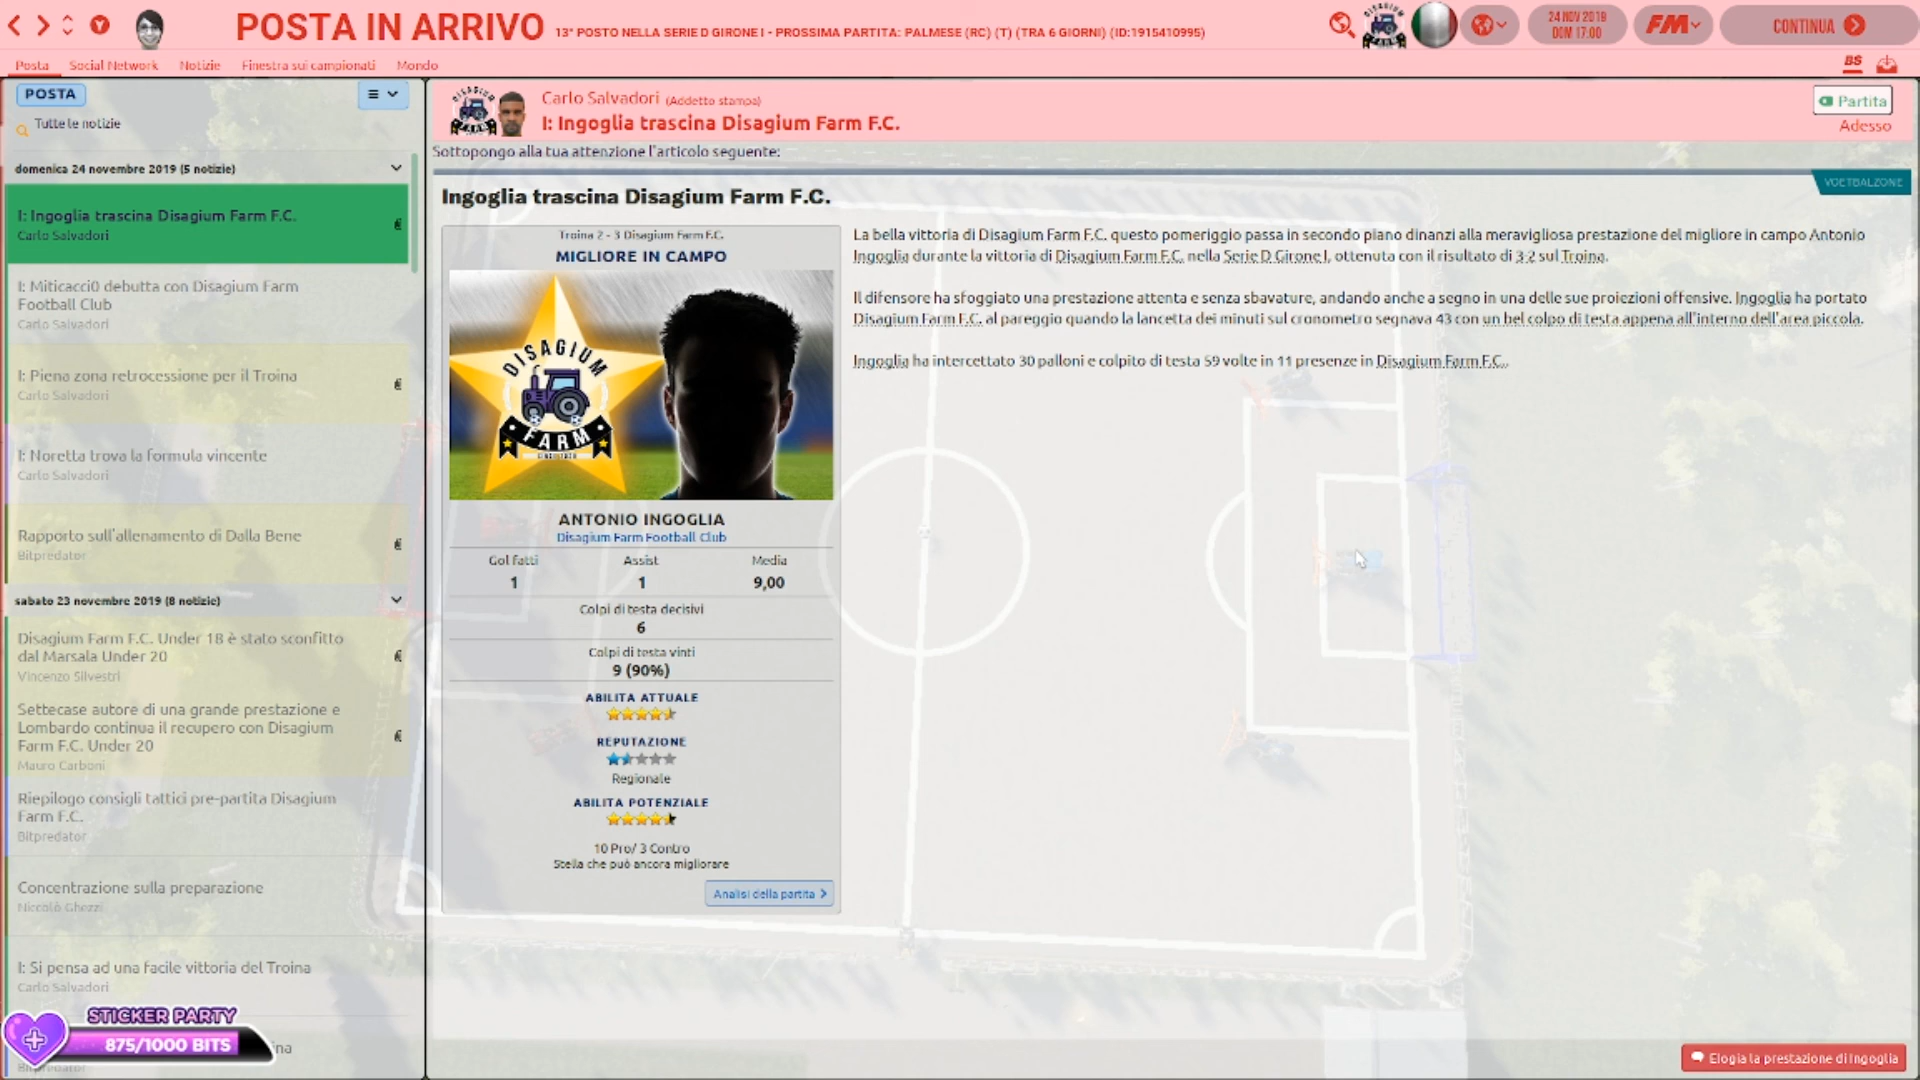 POSTA IN ARRIVO
13° POSTO NELLA SERIE D GIRONE I - PROSSIMA PARTITA: PALMESE (RC) (T) (TRA 6 GIORNI) (ID:1915410995)
24 NOV 2019
DOM 17:00
FM
CONTINUA
Posta
Social Network
Notizie
Finestra sui campionati
Mondo
BS
POSTA
Tutte le notizie
domenica 24 novembre 2019 (5 notizie)
I: Ingoglia trascina Disagium Farm F.C.
Carlo Salvadori
I: Miticacci0 debutta con Disagium Farm
Football Club
Carlo Salvadori
I: Piena zona retrocessione per il Troina
Carlo Salvadori
I: Noretta trova la formula vincente
Carlo Salvadori
Rapporto sull'allenamento di Dalla Bene
Bitpredator
sabato 23 novembre 2019 (8 notizie)
Disagium Farm F.C. Under 18 è stato sconfitto
dal Marsala Under 20
Vincenzo Silvestri
Settecase autore di una grande prestazione e
Lombardo continua il recupero con Disagium
Farm F.C. Under 20
Mauro Carboni
Riepilogo consigli tattici pre-partita Disagium
Farm F.C.
Bitpredator
Concentrazione sulla preparazione
Niccolò Ghezzi
I: Si pensa ad una facile vittoria del Troina
Carlo Salvadori
STICKER PARTY
875/1000 BITS
Carlo Salvadori (Addetto stampa)
I: Ingoglia trascina Disagium Farm F.C.
Partita
Adesso
Sottopongo alla tua attenzione l'articolo seguente:
VOETBALZONE
Ingoglia trascina Disagium Farm F.C.
Troina 2 - 3 Disagium Farm F.C.
MIGLIORE IN CAMPO
DISAGIUM
FARM
ANTONIO INGOGLIA
Disagium Farm Football Club
Gol fatti Assist Media
1 1 9,00
Colpi di testa decisivi
6
Colpi di testa vinti
9 (90%)
ABILITA ATTUALE
REPUTAZIONE
Regionale
ABILITA POTENZIALE
10 Pro/ 3 Contro
Stella che può ancora migliorare
Analisi della partita
La bella vittoria di Disagium Farm F.C. questo pomeriggio passa in secondo piano dinanzi alla meravigliosa prestazione del migliore in campo Antonio
Ingoglia durante la vittoria di Disagium Farm F.C. nella Serie D Girone I, ottenuta con il risultato di 3-2 sul Troina.
Il difensore ha sfoggiato una prestazione attenta e senza sbavature, andando anche a segno in una delle sue proiezioni offensive. Ingoglia ha portato
Disagium Farm F.C. al pareggio quando la lancetta dei minuti sul cronometro segnava 43 con un bel colpo di testa appena all'interno dell'area piccola.
Ingoglia ha intercettato 30 palloni e colpito di testa 59 volte in 11 presenze in Disagium Farm F.C..
Elogia la prestazione di Ingoglia